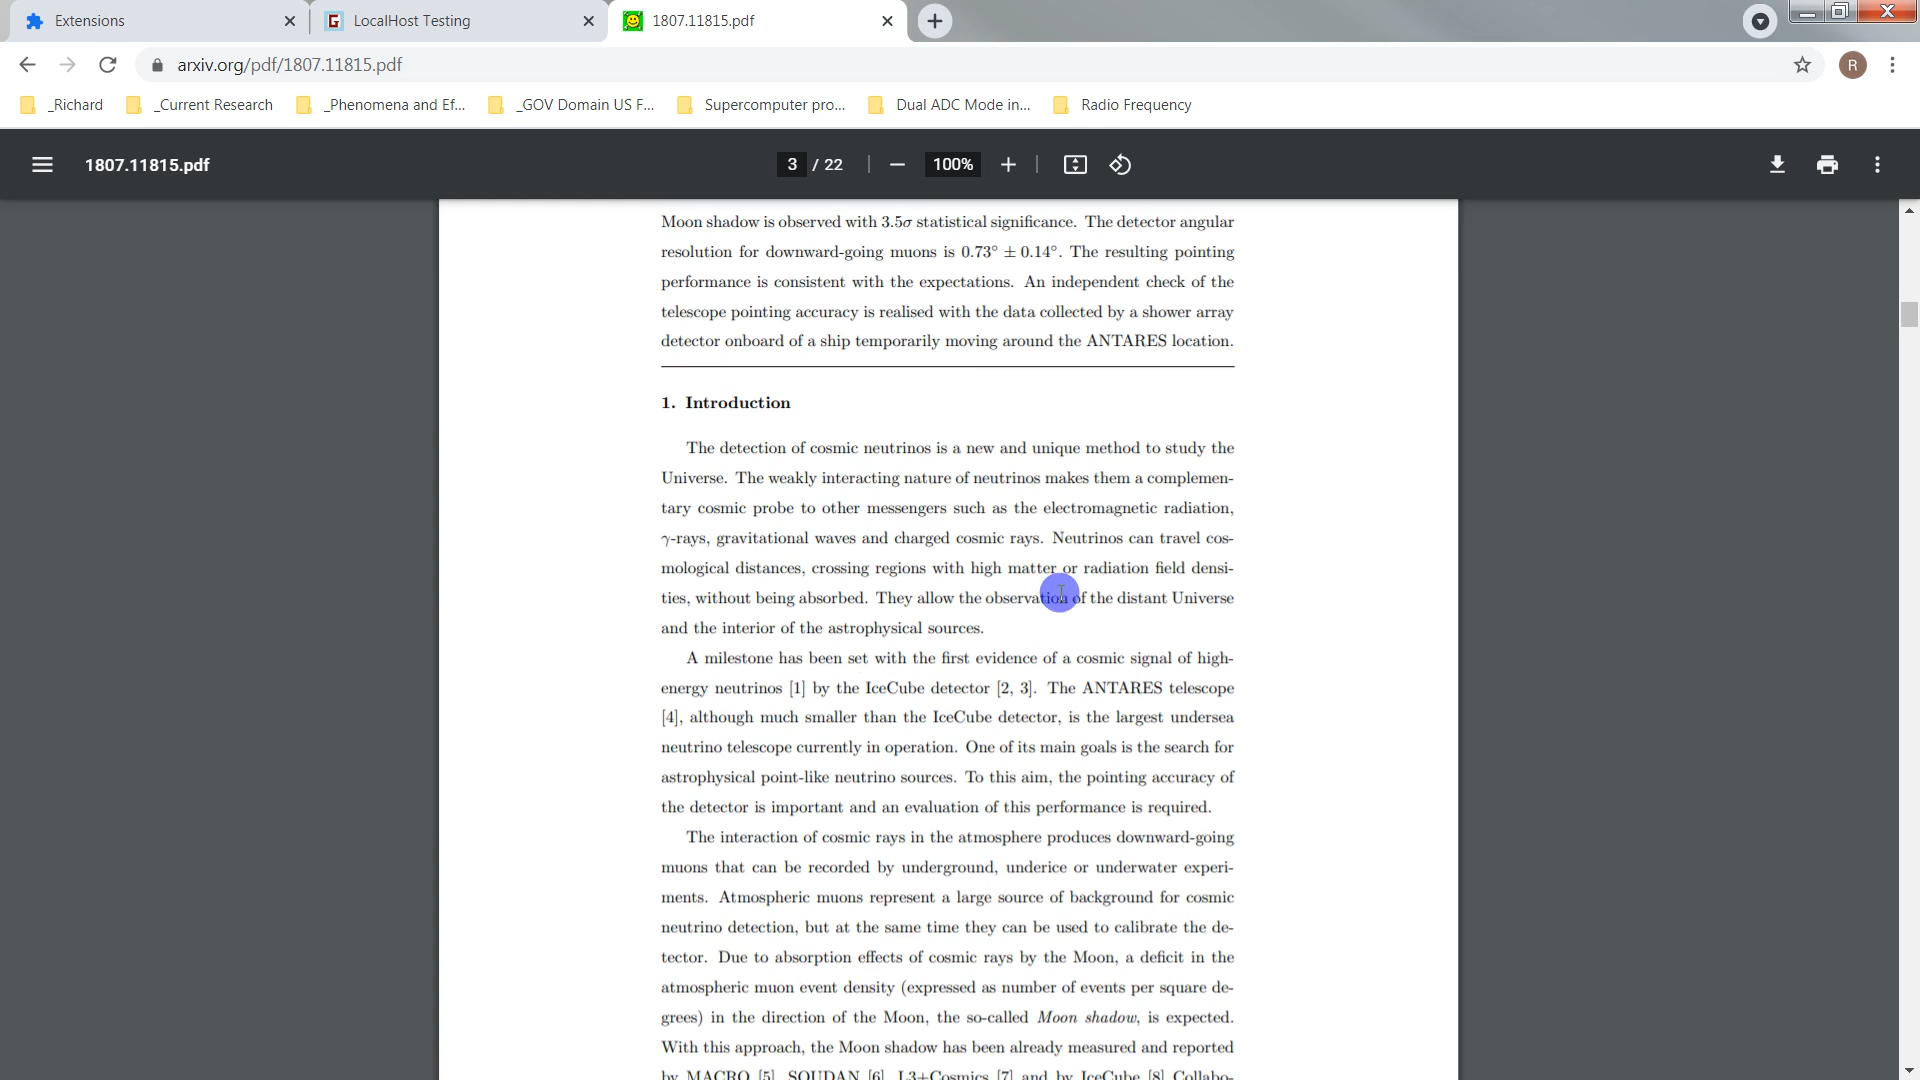 Extensions
LocalHost Testing
1807.11815.pdf
arxiv.org/pdf/1807.11815.pdf
R
_Richard
_Current Research
_Phenomena and Ef...
_GOV Domain US F...
Supercomputer pro...
Dual ADC Mode in...
Radio Frequency
1807.11815.pdf
3 / 22
100%
Moon shadow is observed with 3.5σ statistical significance. The detector angular
resolution for downward-going muons is 0.73° ± 0.14°. The resulting pointing
performance is consistent with the expectations. An independent check of the
telescope pointing accuracy is realised with the data collected by a shower array
detector onboard of a ship temporarily moving around the ANTARES location.
1. Introduction
The detection of cosmic neutrinos is a new and unique method to study the
Universe. The weakly interacting nature of neutrinos makes them a complemen-
tary cosmic probe to other messengers such as the electromagnetic radiation,
γ-rays, gravitational waves and charged cosmic rays. Neutrinos can travel cos-
mological distances, crossing regions with high matter or radiation field densi-
ties, without being absorbed. They allow the observation of the distant Universe
and the interior of the astrophysical sources.
A milestone has been set with the first evidence of a cosmic signal of high-
energy neutrinos [1] by the IceCube detector [2, 3]. The ANTARES telescope
[4], although much smaller than the IceCube detector, is the largest undersea
neutrino telescope currently in operation. One of its main goals is the search for
astrophysical point-like neutrino sources. To this aim, the pointing accuracy of
the detector is important and an evaluation of this performance is required.
The interaction of cosmic rays in the atmosphere produces downward-going
muons that can be recorded by underground, underice or underwater experi-
ments. Atmospheric muons represent a large source of background for cosmic
neutrino detection, but at the same time they can be used to calibrate the de-
tector. Due to absorption effects of cosmic rays by the Moon, a deficit in the
atmospheric muon event density (expressed as number of events per square de-
grees) in the direction of the Moon, the so-called Moon shadow, is expected.
With this approach, the Moon shadow has been already measured and reported
by MACRO [5], SOUDAN [6], L3+Cosmics [7] and by IceCube [8] Collabo-